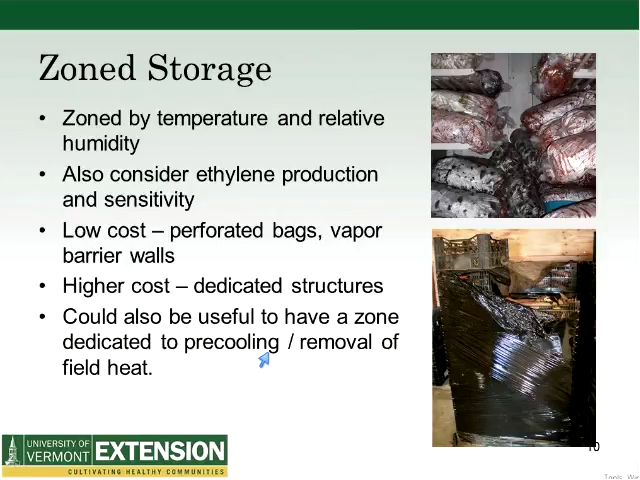 Zoned Storage
• Zoned by temperature and relative
humidity
• Also consider ethylene production
and sensitivity
• Low cost – perforated bags, vapor
barrier walls
• Higher cost – dedicated structures
• Could also be useful to have a zone
dedicated to precooling / removal of
field heat.
UNIVERSITY OF
VERMONT
EXTENSION
CULTIVATING HEALTHY COMMUNITIES
10